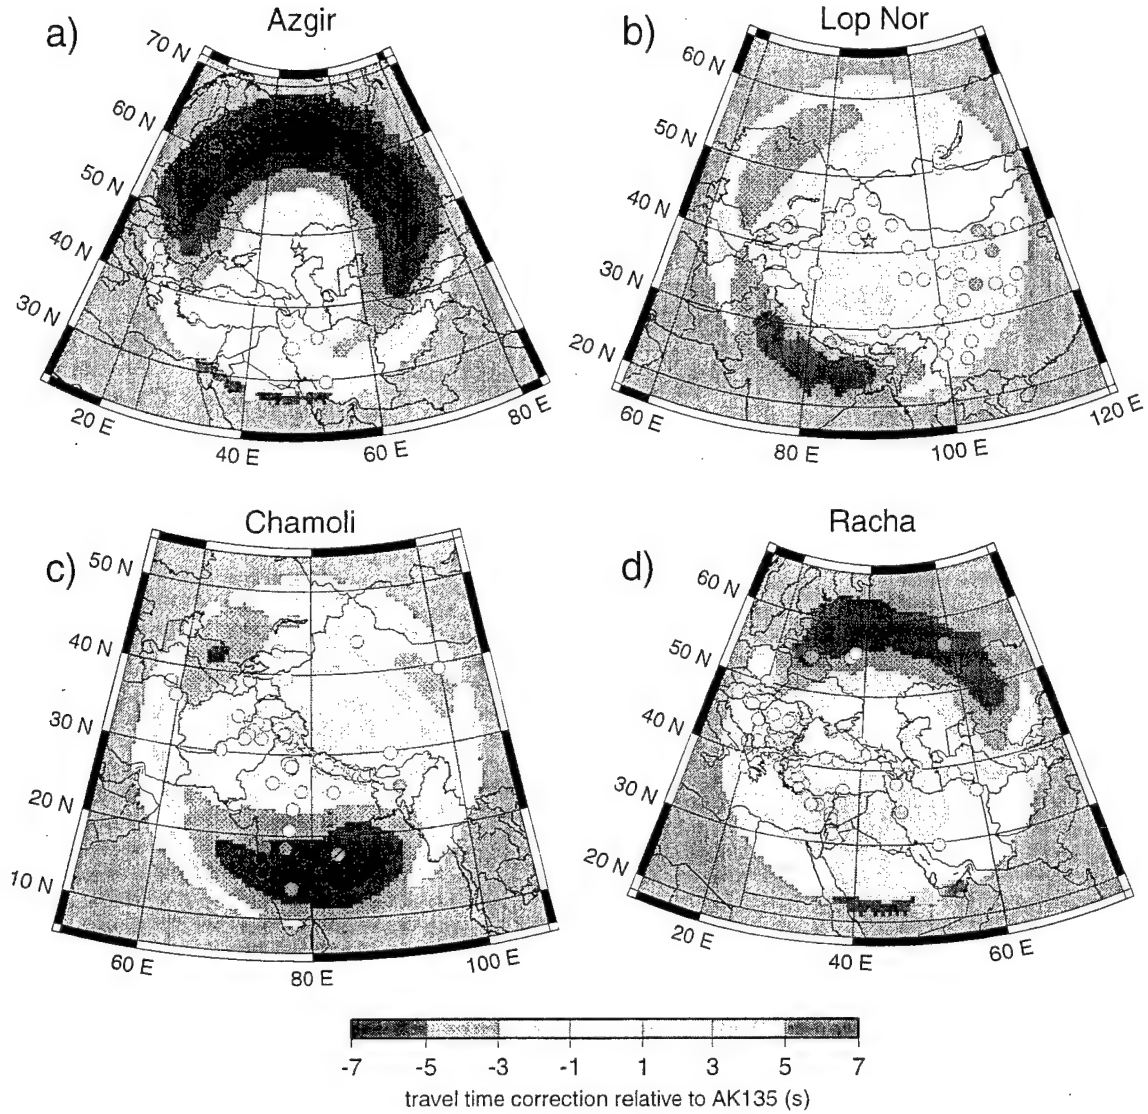 a)
Azgir
70 N
60 N
50 N
40 N
30 N
20 E
40 E
60 E
80 E
b)
Lop Nor
60 N
50 N
40 N
30 N
20 N
60 E
80 E
100 E
120 E
c)
Chamoli
50 N
40 N
30 N
20 N
10 N
60 E
80 E
100 E
d)
Racha
60 N
50 N
40 N
30 N
20 N
20 E
40 E
60 E
-7 -5 -3 -1 1 3 5 7
travel time correction relative to AK135 (s)